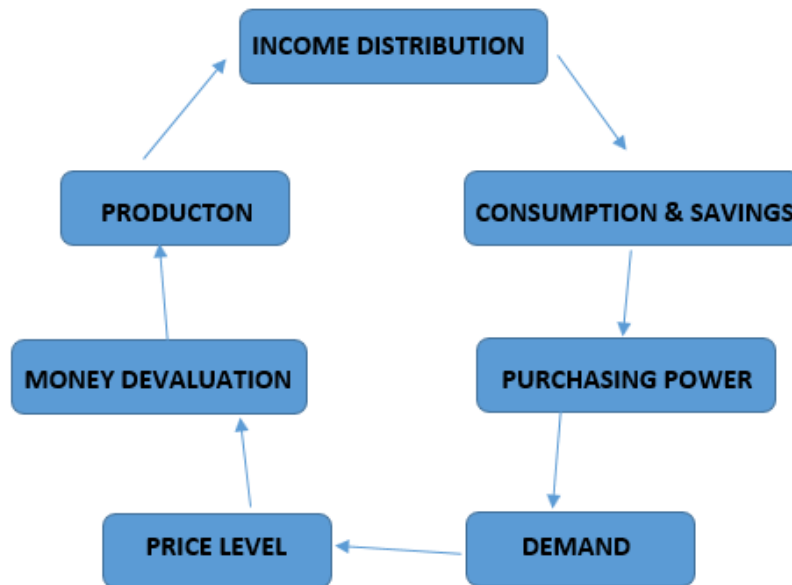 INCOME DISTRIBUTION
CONSUMPTION & SAVINGS
PURCHASING POWER
DEMAND
PRICE LEVEL
MONEY DEVALUATION
PRODUCTON